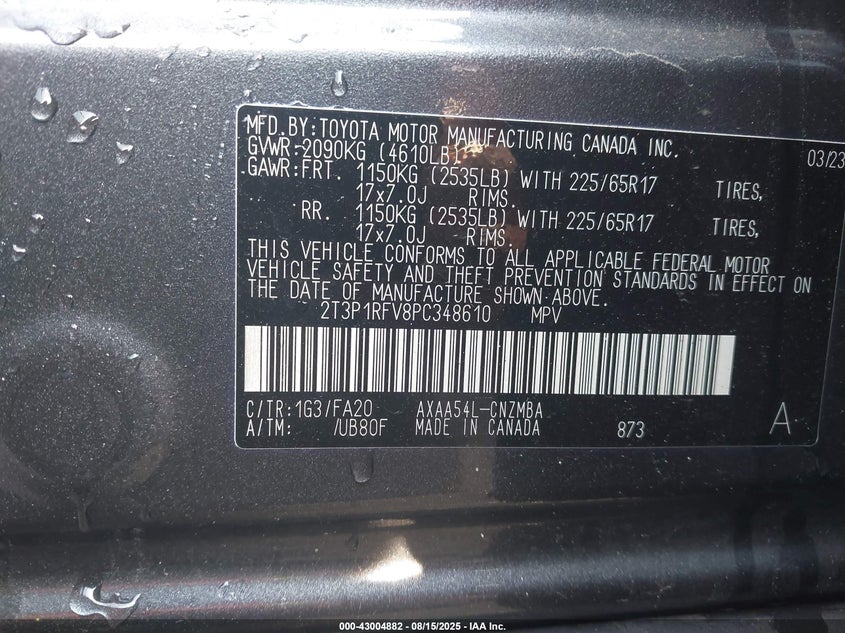 MFD.BY:TOYOTA MOTOR MANUFACTURING CANADA INC.
GVWR:2090KG (4610LB) 03/23
GAWR:FRT. 1150KG (2535LB) WITH 225/65R17 TIRES,
17x7.0J RIMS.
RR. 1150KG (2535LB) WITH 225/65R17 TIRES,
17x7.0J RIMS.
THIS VEHICLE CONFORMS TO ALL APPLICABLE FEDERAL MOTOR
VEHICLE SAFETY AND THEFT PREVENTION STANDARDS IN EFFECT ON
THE DATE OF MANUFACTURE SHOWN ABOVE.
2T3P1RFV8PC348610 MPV
C/TR:1G3/FA20 AXAA54L-CNZMBA
A/TM: /UB80F MADE IN CANADA 873 A
000-43004882 - 08/15/2025 - IAA Inc.